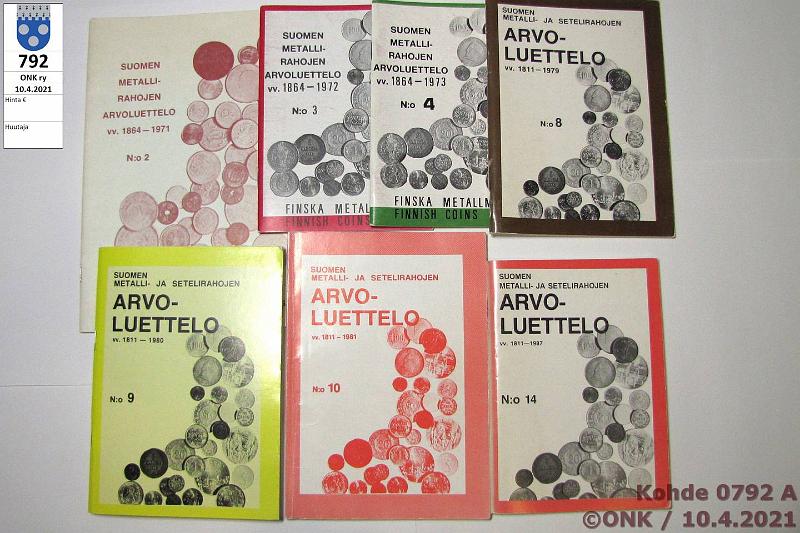 792
ONK ry
10.4.2021
Hinta €
Huutaja
SUOMEN
METALLI-
RAHOJEN
ARVOLUETTELO
vv. 1864—1971
N:o 2
SUOMEN
METALLI-
RAHOJEN
ARVOLUETTELO
vv. 1864—1972
N:o 3
FINSKA METALL
FINNISH COINS
SUOMEN
METALLI-
RAHOJEN
ARVOLUETTELO
vv. 1864—1973
N:o 4
FINSKA METALLM
FINNISH COINS
SUOMEN
METALLI- JA SETELIRAHOJEN
ARVO-
LUETTELO
vv. 1811—1979
N:o 8
SUOMEN
METALLI- JA SETELIRAHOJEN
ARVO-
LUETTELO
vv. 1811 — 1980
N:o 9
SUOMEN
METALLI- JA SETELIRAHOJEN
ARVO-
LUETTELO
vv. 1811—1981
N:o 10
SUOMEN
METALLI- JA SETELIRAHOJEN
ARVO-
LUETTELO
vv. 1811—1987
N:o 14
Kohde 0792 A
©ONK / 10.4.2021